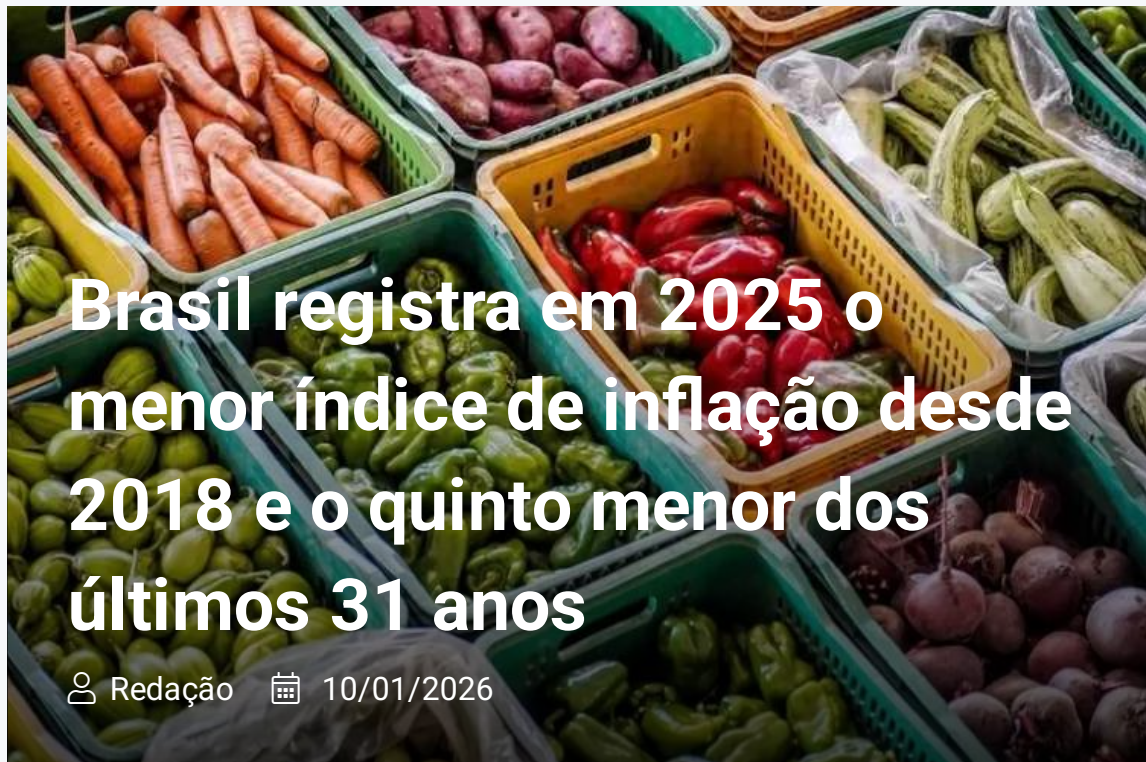 Brasil registra em 2025 o
menor índice de inflação desde
2018 e o quinto menor dos
últimos 31 anos
Redação 10/01/2026